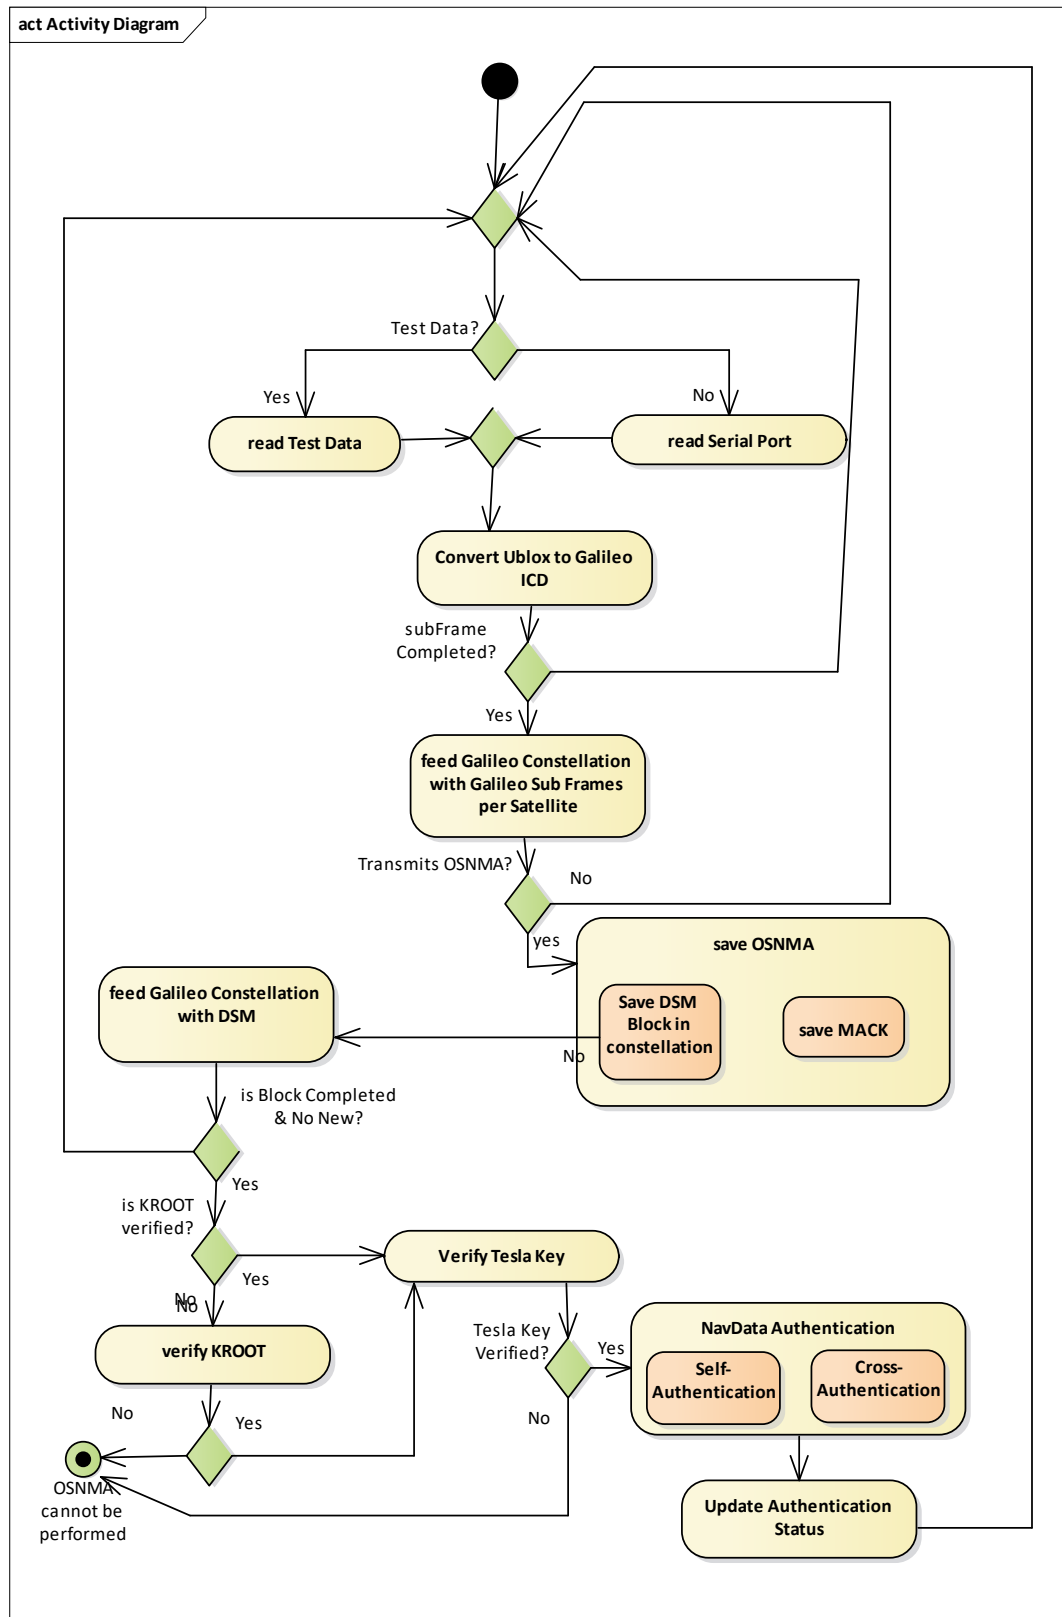 act Activity Diagram
Test Data?
Yes
No
read Test Data
read Serial Port
Convert Ublox to Galileo
ICD
subFrame
Completed?
Yes
feed Galileo Constellation
with Galileo Sub Frames
per Satellite
Transmits OSNMA?
No
yes
save OSNMA
Save DSM
Block in
constellation
save MACK
No
feed Galileo Constellation
with DSM
is Block Completed
& No New?
Yes
is KROOT
verified?
Yes
No
No
Verify Tesla Key
verify KROOT
Tesla Key
Verified?
Yes
No
NavData Authentication
Self-
Authentication
Cross-
Authentication
No
Yes
OSNMA
cannot be
performed
Update Authentication
Status